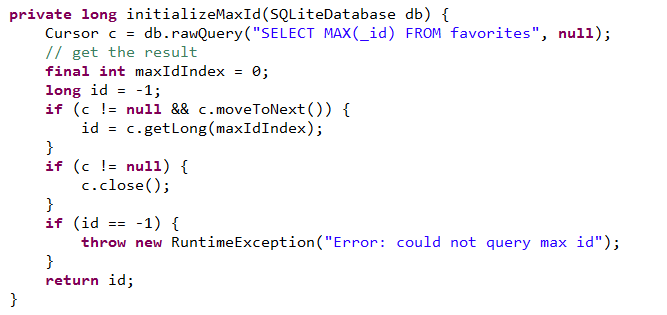 private long initializeMaxId(SQLiteDatabase db) {
    Cursor c = db.rawQuery("SELECT MAX(_id) FROM favorites", null);
    // get the result
    final int maxIdIndex = 0;
    long id = -1;
    if (c != null && c.moveToNext()) {
        id = c.getLong(maxIdIndex);
    }
    if (c != null) {
        c.close();
    }
    if (id == -1) {
        throw new RuntimeException("Error: could not query max id");
    }
    return id;
}